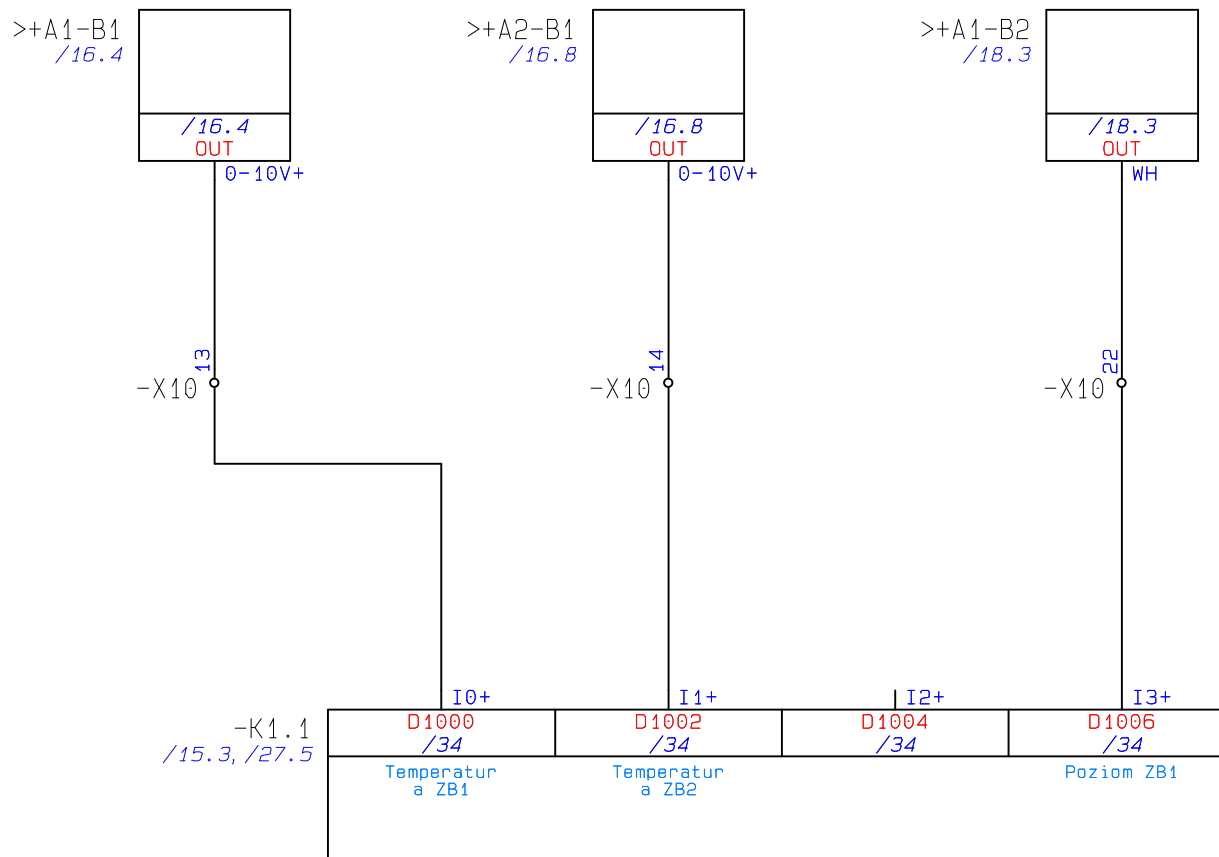 >+A1-B1
/16.4
/16.4
OUT
0-10V+
>+A2-B1
/16.8
/16.8
OUT
0-10V+
>+A1-B2
/18.3
/18.3
OUT
WH
13
-X10
14
-X10
22
-X10
-K1.1
/15.3, /27.5
I0+
D1000
/34
Temperatur
a ZB1
I1+
D1002
/34
Temperatur
a ZB2
I2+
D1004
/34
I3+
D1006
/34
Poziom ZB1